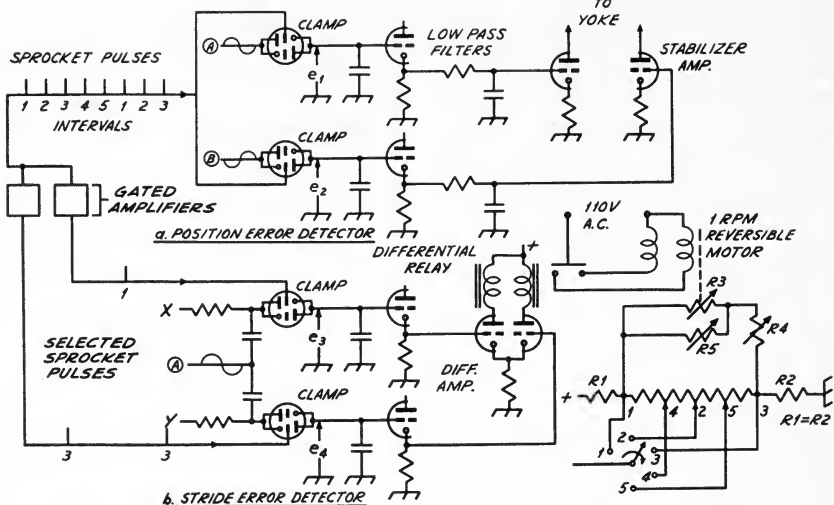 TO
YOKE
CLAMP
LOW PASS
FILTERS
STABILIZER
AMP.
SPROCKET PULSES
A
e1
1 2 3 4 5 1 2 3
INTERVALS
CLAMP
B
e2
GATED
AMPLIFIERS
a. POSITION ERROR DETECTOR
110V
A.C.
1 RPM
REVERSIBLE
MOTOR
DIFFERENTIAL
RELAY
+
1
CLAMP
X
R3
R4
R5
e3
SELECTED
SPROCKET
PULSES
A
DIFF.
AMP.
+ R1 R2
1 4 2 5 3
R1=R2
CLAMP
Y
2
1 3
4
5
3 3
e4
b. STRIDE ERROR DETECTOR